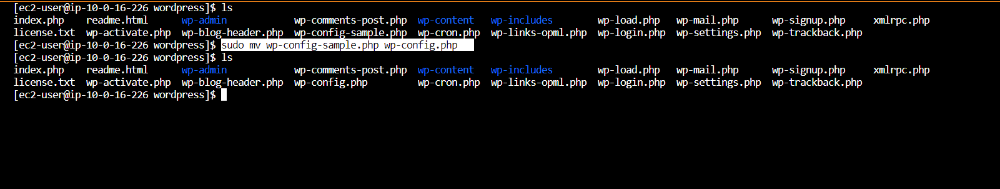 [ec2-user@ip-10-0-16-226 wordpress]$ ls
index.php readme.html wp-admin wp-comments-post.php wp-content wp-includes wp-load.php wp-mail.php wp-signup.php xmlrpc.php
license.txt wp-activate.php wp-blog-header.php wp-config-sample.php wp-cron.php wp-links-opml.php wp-login.php wp-settings.php wp-trackback.php
[ec2-user@ip-10-0-16-226 wordpress]$ sudo mv wp-config-sample.php wp-config.php
[ec2-user@ip-10-0-16-226 wordpress]$ ls
index.php readme.html wp-admin wp-comments-post.php wp-content wp-includes wp-load.php wp-mail.php wp-signup.php xmlrpc.php
license.txt wp-activate.php wp-blog-header.php wp-config.php wp-cron.php wp-links-opml.php wp-login.php wp-settings.php wp-trackback.php
[ec2-user@ip-10-0-16-226 wordpress]$